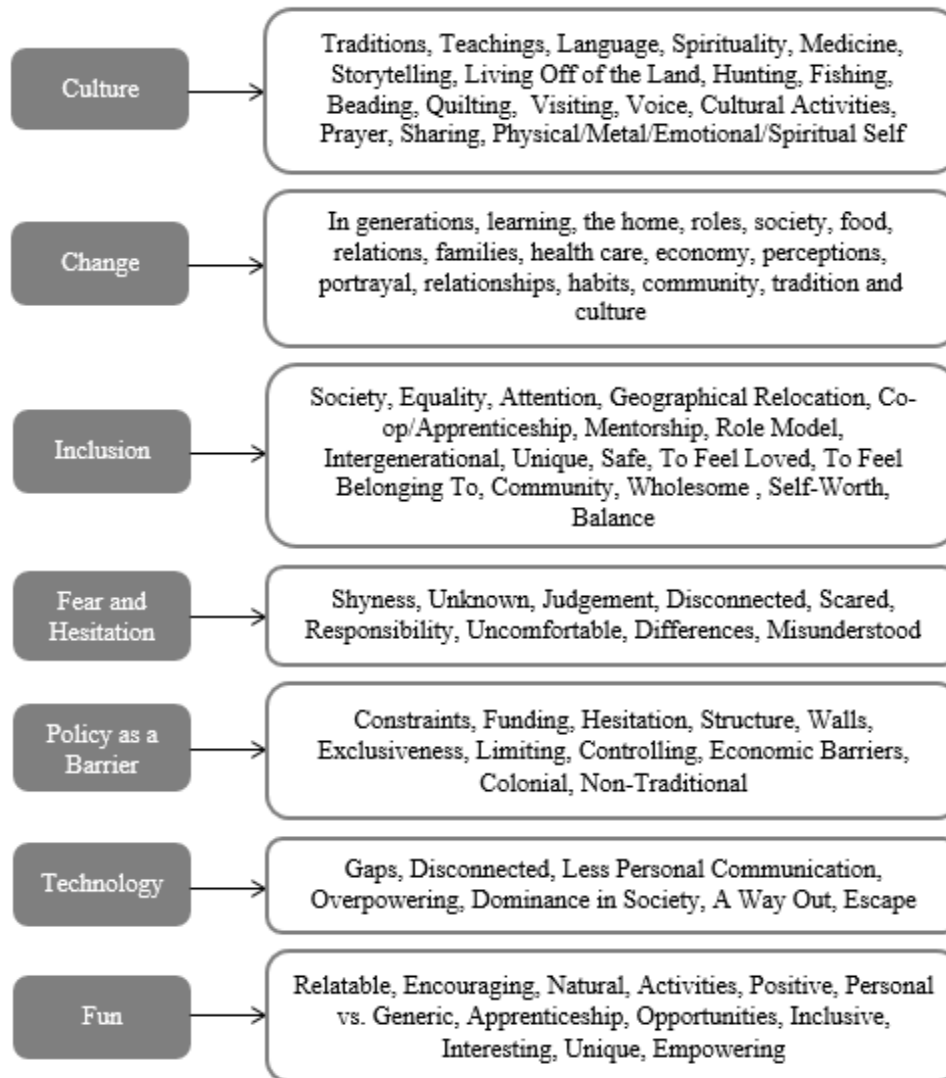 Culture
Traditions, Teachings, Language, Spirituality, Medicine,
Storytelling, Living Off of the Land, Hunting, Fishing,
Beading, Quilting, Visiting, Voice, Cultural Activities,
Prayer, Sharing, Physical/Metal/Emotional/Spiritual Self
Change
In generations, learning, the home, roles, society, food,
relations, families, health care, economy, perceptions,
portrayal, relationships, habits, community, tradition and
culture
Inclusion
Society, Equality, Attention, Geographical Relocation, Co-
op/Apprenticeship, Mentorship, Role Model,
Intergenerational, Unique, Safe, To Feel Loved, To Feel
Belonging To, Community, Wholesome , Self-Worth,
Balance
Fear and
Hesitation
Shyness, Unknown, Judgement, Disconnected, Scared,
Responsibility, Uncomfortable, Differences, Misunderstood
Policy as a
Barrier
Constraints, Funding, Hesitation, Structure, Walls,
Exclusiveness, Limiting, Controlling, Economic Barriers,
Colonial, Non-Traditional
Technology
Gaps, Disconnected, Less Personal Communication,
Overpowering, Dominance in Society, A Way Out, Escape
Fun
Relatable, Encouraging, Natural, Activities, Positive, Personal
vs. Generic, Apprenticeship, Opportunities, Inclusive,
Interesting, Unique, Empowering